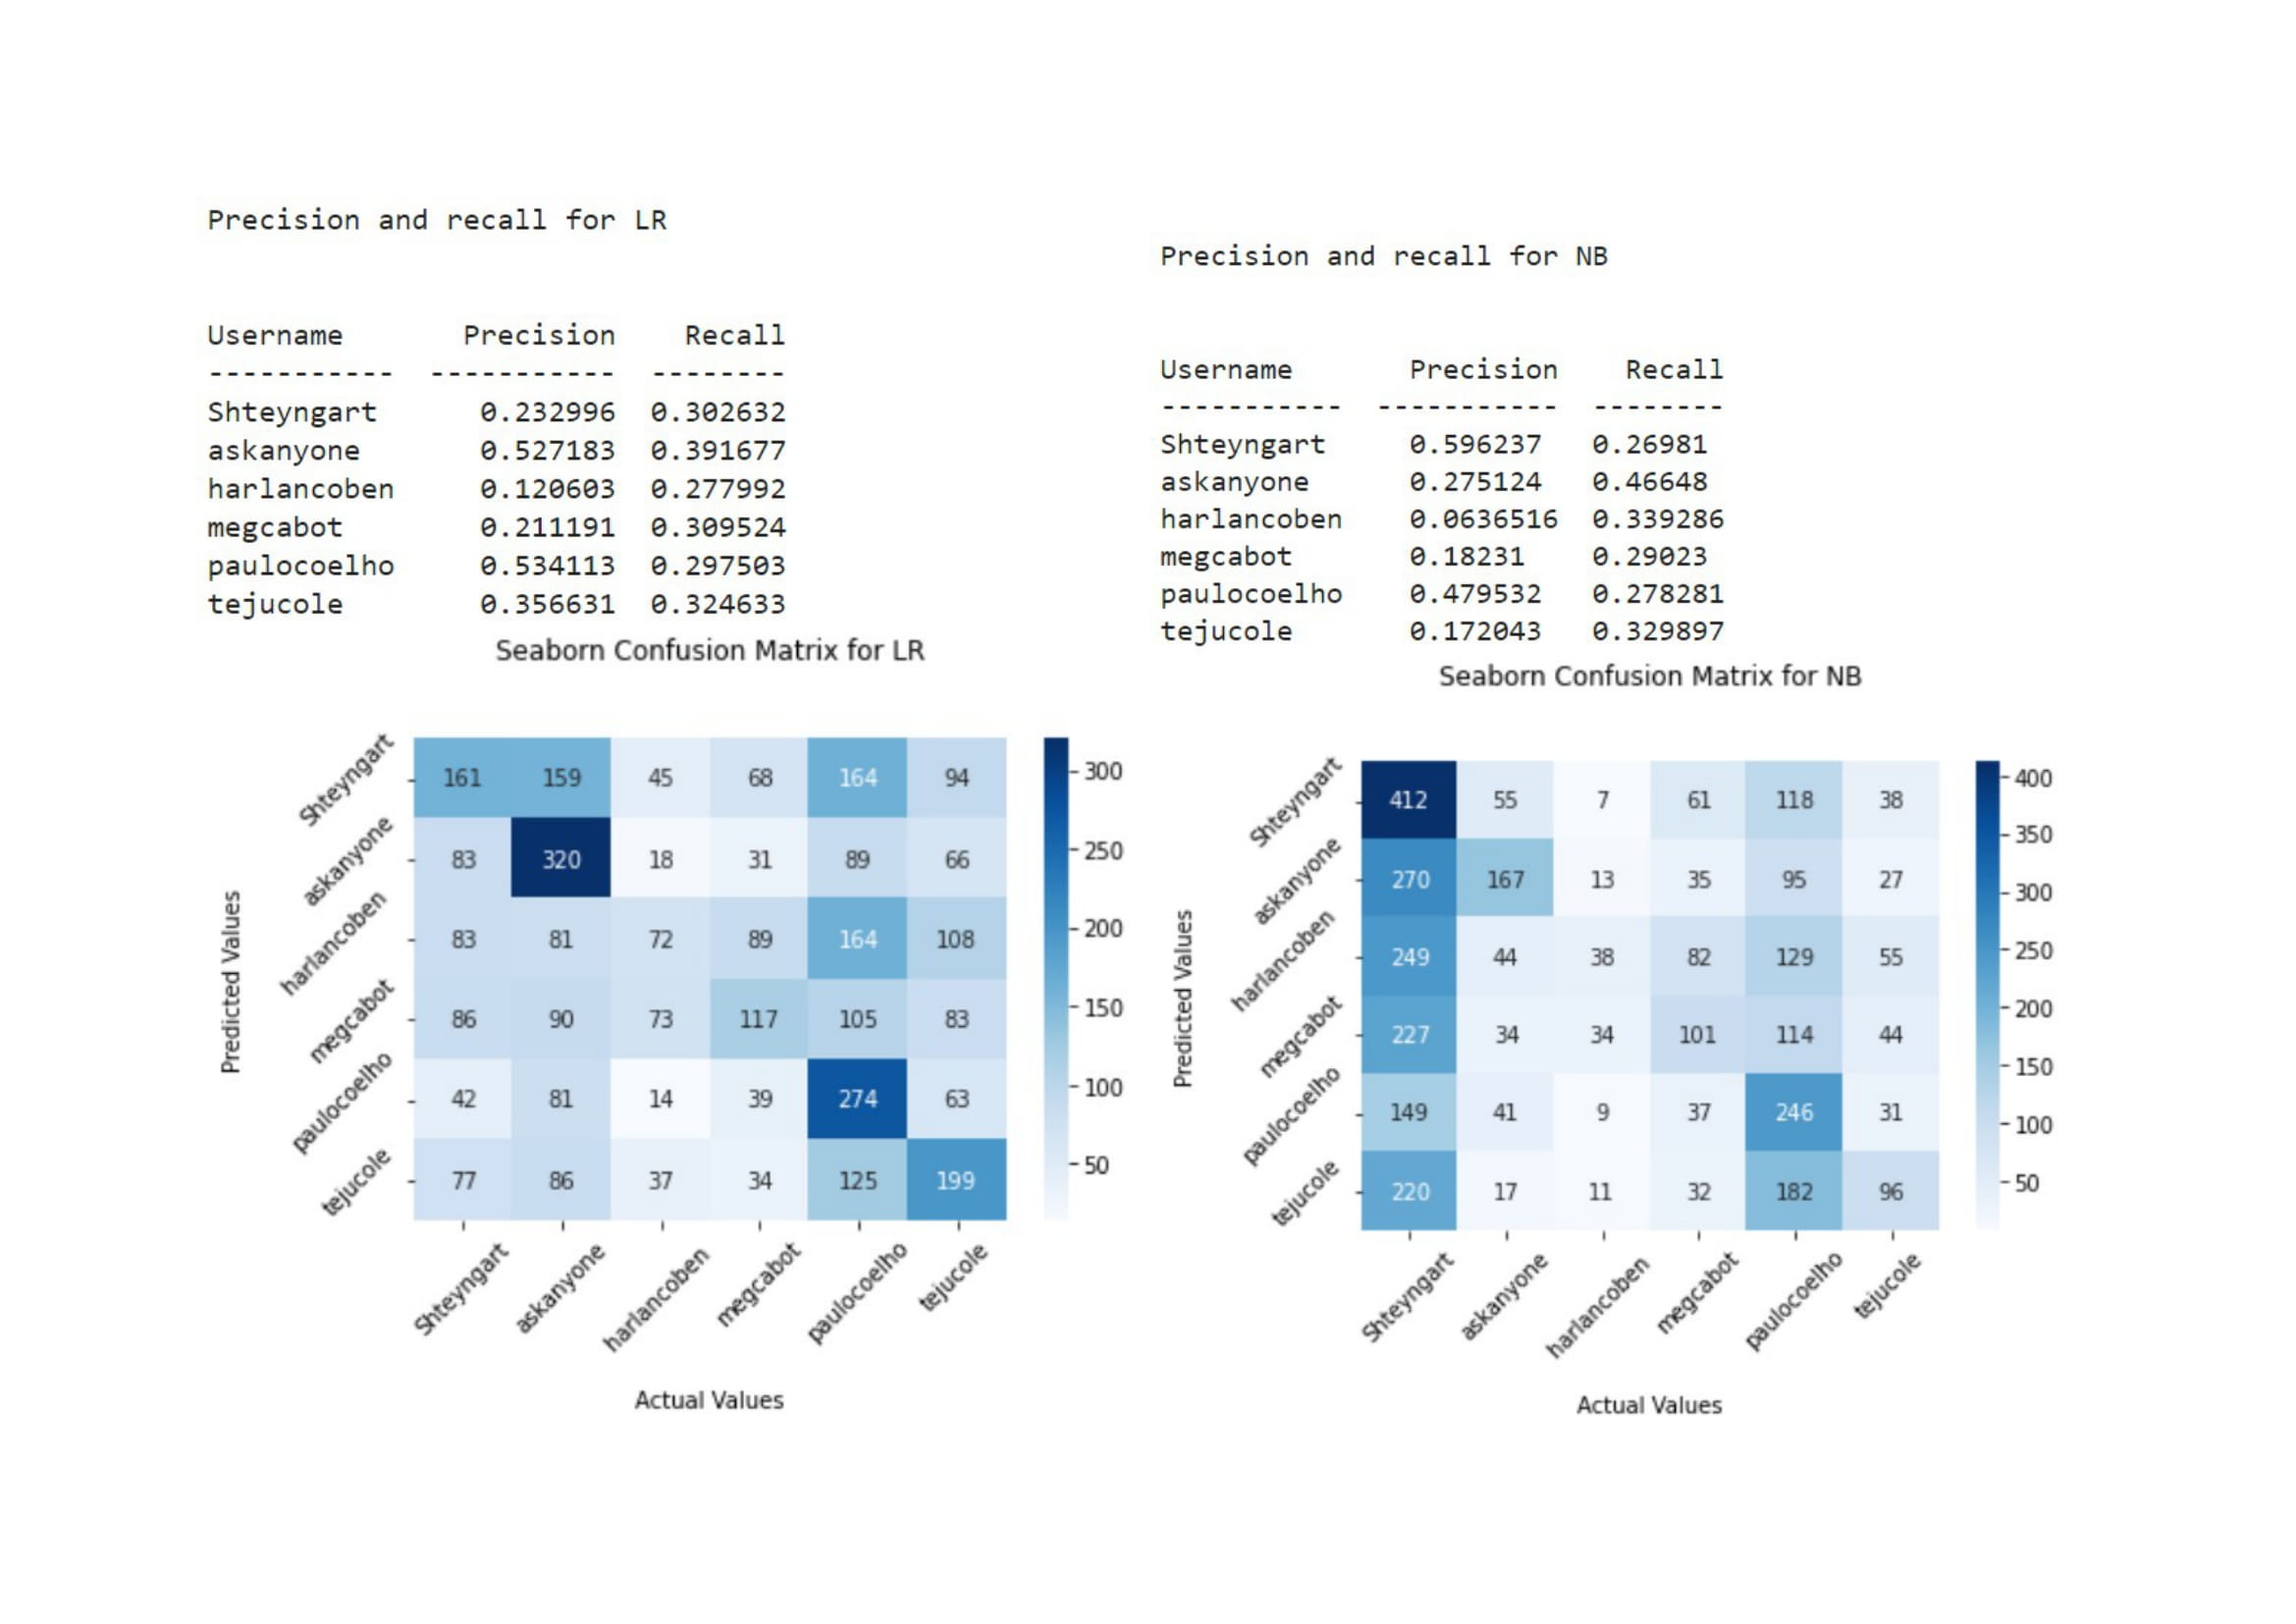 Precision and recall for LR
Username Precision Recall
----------- ----------- --------
Shteyngart 0.232996 0.302632
askanyone 0.527183 0.391677
harlancoben 0.120603 0.277992
megcabot 0.211191 0.309524
paulocoelho 0.534113 0.297503
tejucole 0.356631 0.324633
Seaborn Confusion Matrix for LR
Predicted Values
Shteyngart 161 159 45 68 164 94
askanyone 83 320 18 31 89 66
harlancoben 83 81 72 89 164 108
megcabot 86 90 73 117 105 83
paulocoelho 42 81 14 39 274 63
tejucole 77 86 37 34 125 199
Shteyngart askanyone harlancoben megcabot paulocoelho tejucole
Actual Values
300
250
200
150
100
50
Precision and recall for NB
Username Precision Recall
----------- ----------- --------
Shteyngart 0.596237 0.26981
askanyone 0.275124 0.46648
harlancoben 0.0636516 0.339286
megcabot 0.18231 0.29023
paulocoelho 0.479532 0.278281
tejucole 0.172043 0.329897
Seaborn Confusion Matrix for NB
Predicted Values
Shteyngart 412 55 7 61 118 38
askanyone 270 167 13 35 95 27
harlancoben 249 44 38 82 129 55
megcabot 227 34 34 101 114 44
paulocoelho 149 41 9 37 246 31
tejucole 220 17 11 32 182 96
Shteyngart askanyone harlancoben megcabot paulocoelho tejucole
Actual Values
400
350
300
250
200
150
100
50